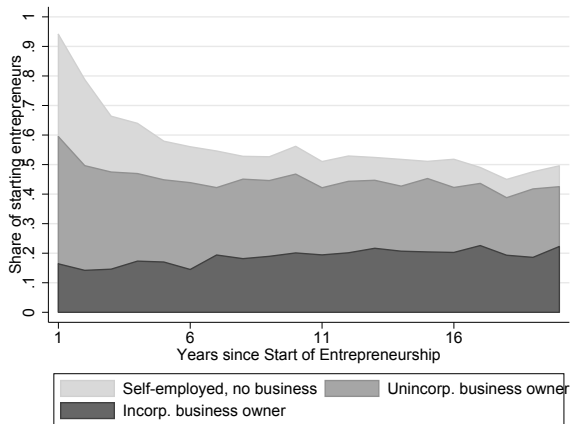 Share of starting entrepreneurs
1
.9
.8
.7
.6
.5
.4
.3
.2
.1
0
1 6 11 16
Years since Start of Entrepreneurship
Self-employed, no business Unincorp. business owner
Incorp. business owner